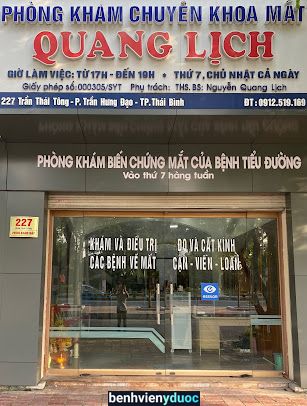 PHÒNG KHÁM CHUYÊN KHOA MẮT
QUANG LỊCH
GIỜ LÀM VIỆC: TỪ 17H - ĐẾN 19H • THỨ 7, CHỦ NHẬT CẢ NGÀY
Giấy phép số:000305/SYT Phụ trách: THS.BS: Nguyễn Quang Lịch
227 Trần Thái Tông - P. Trần Hưng Đạo - TP.Thái Bình
ĐT: 0912.519.169
PHÒNG KHÁM BIẾN CHỨNG MẮT CỦA BỆNH TIỂU ĐƯỜNG
Vào thứ 7 hàng tuần
227
KHÁM VÀ ĐIỀU TRỊ ĐO VÀ CẮT KÍNH
CÁC BỆNH VỀ MẮT CẬN - VIỄN - LOẠN
essilor
benhvienyduoc